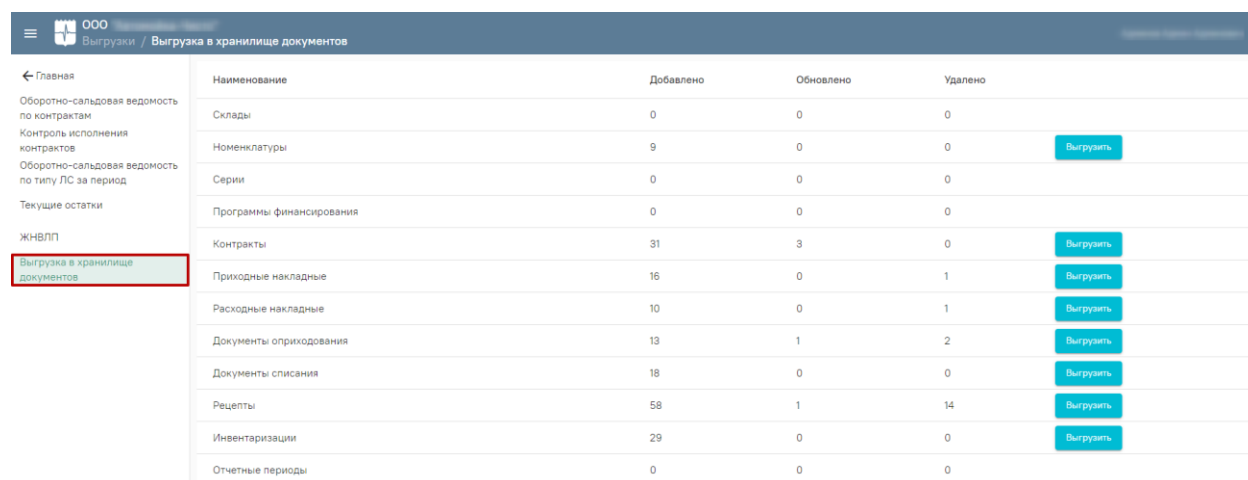 ООО
Выгрузки / Выгрузка в хранилище документов
Главная
Оборотно-сальдовая ведомость
по контрактам
Контроль исполнения
контрактов
Оборотно-сальдовая ведомость
по типу ЛС за период
Текущие остатки
ЖНВЛП
Выгрузка в хранилище
документов
Наименование Добавлено Обновлено Удалено
Склады 0 0 0
Номенклатуры 9 0 0 Выгрузить
Серии 0 0 0
Программы финансирования 0 0 0
Контракты 31 3 0 Выгрузить
Приходные накладные 16 0 1 Выгрузить
Расходные накладные 10 0 1 Выгрузить
Документы оприходования 13 1 2 Выгрузить
Документы списания 18 0 0 Выгрузить
Рецепты 58 1 14 Выгрузить
Инвентаризации 29 0 0 Выгрузить
Отчетные периоды 0 0 0